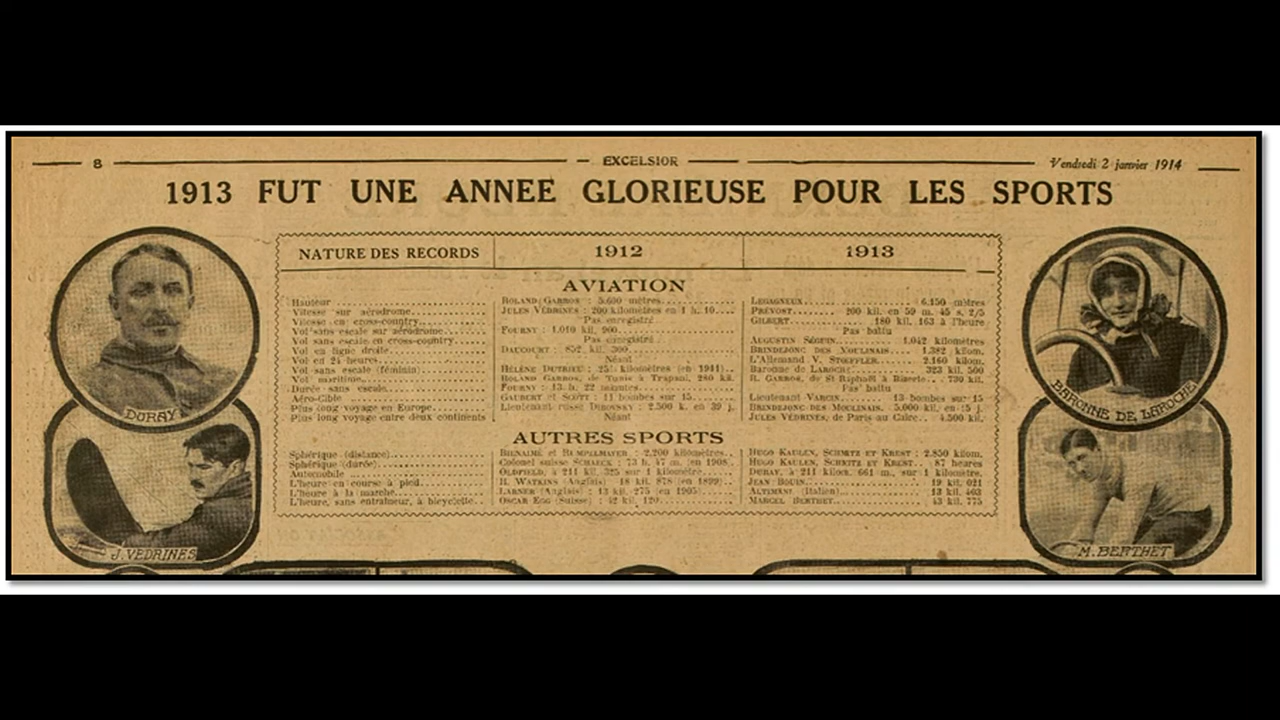 8
EXCELSIOR
Vendredi 2 janvier 1914
1913 FUT UNE ANNEE GLORIEUSE POUR LES SPORTS
NATURE DES RECORDS 1912 1913
AVIATION
Hauteur ROLAND GARROS : 5.600 mètres LEGAGNEUX 6.150 mètres
Vitesse sur aérodrome JULES VÉDRINES : 200 kilomètres en 1 h. 10 PRÉVOST 200 kil. en 59 m. 45 s. 2/5
Vitesse en cross-country Pas enregistré GILBERT 180 kil. 163 à l'heure
Vol sans escale sur aérodrome FOURNY : 1.010 kil. 900 Pas battu
Vol sans escale en cross-country Pas enregistré AUGUSTIN SÉGUIN 1.042 kilomètres
Vol en ligne droite DAUCOURT : 852 kil. 300 BRINDEJONC DES MOULINAIS 1.382 kilom.
Vol en 24 heures Néant L'Allemand V. STOEFFLER 2.160 kilom.
Vol sans escale (féminin) HÉLÈNE DUTRIEU : kilomètres (en 1911) Baronne de LAROCHE 323 kil. 500
Vol maritime ROLAND GARROS, de Tunis à Trapani, 280 kil. R. GARROS, de St-Raphaël à Bizerte 730 kil.
Durée sans escale FOURNY : 13 h. 22 minutes Pas battu
Aéro-Cible GAUBERT et SCOTT : 11 bombes sur 15 Lieutenant VARCIN 13 bombes sur 15
Plus long voyage en Europe Lieutenant russe 2.500 k. en 39 j. BRINDEJONC DES MOULINAIS. 5.000 kil. en j.
Plus long voyage entre deux continents Néant JULES VÉDRINES, de Paris au Caire 4.500 kil.
AUTRES SPORTS
Sphérique (distance) BIENAIMÉ et RUMPELMAYER : 2.200 kilomètres HUGO KAULEN, SCHMITZ ET KREFT : 2.830 kilom.
Sphérique (durée) Colonel suisse SCHAECK : 73 h. 47 m. (en 1908) HUGO KAULEN, SCHMITZ ET KREFT 87 heures
Automobile OLDFIELD, à 211 kil. 325 sur 1 kilomètre DURAY, à 211 kilom. 661 m., sur 1 kilomètre.
L'heure en course à pied H. WATKINS (Anglais) 18 kil. 878 (en 1899) JEAN BOUIN 19 kil. 021
L'heure à la marche LARNER (Anglais) : 13 kil. 275 (en 1905) ALTIMANI (Italien) 13 kil. 403
L'heure, sans entraîneur, à bicyclette OSCAR EGG (Suisse) : 42 kil. 120 MARCEL BERTHET 43 kil. 773
DURAY
J. VEDRINES
BARONNE DE LAROCHE
M. BERTHET